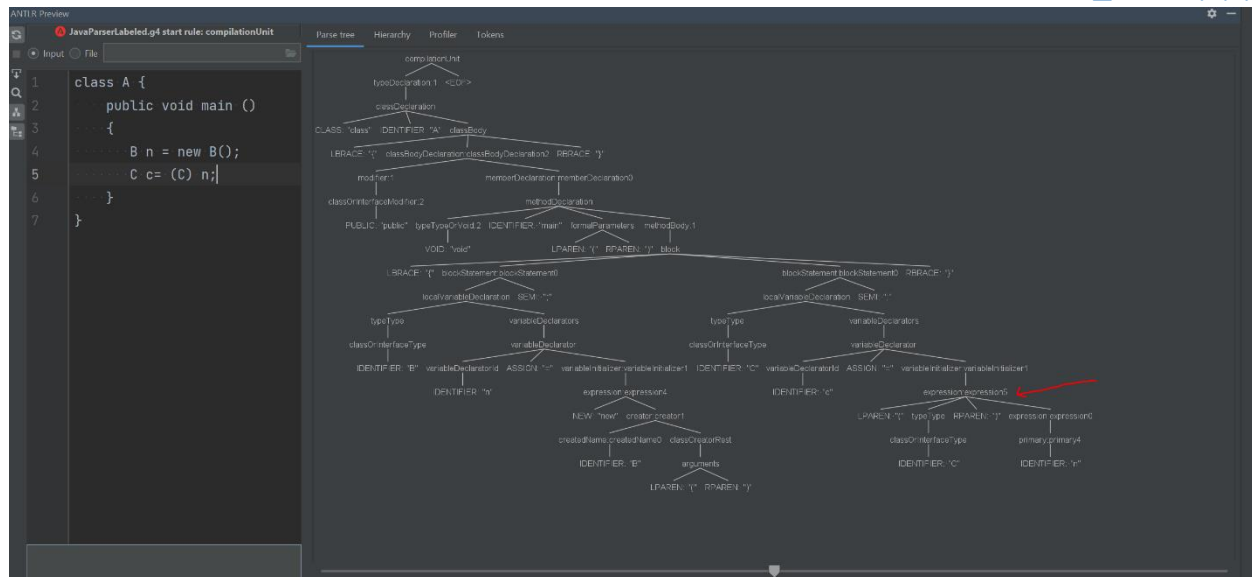 ANTLR Preview
JavaParserLabeled.g4 start rule: compilationUnit
Input File
Parse tree Hierarchy Profiler Tokens
1 class A {
2 public void main ()
3 {
4 B n = new B();
5 C c= (C) n;
6 }
7 }
compilationUnit
typeDeclaration:1 <EOF>
classDeclaration
CLASS: "class" IDENTIFIER: "A" classBody
LBRACE: "{" classBodyDeclaration:classBodyDeclaration2 RBRACE: "}"
modifier:1 memberDeclaration:memberDeclaration0
classOrInterfaceModifier:2 methodDeclaration
PUBLIC: "public" typeTypeOrVoid:2 IDENTIFIER: "main" formalParameters methodBody:1
VOID: "void" LPAREN: "(" RPAREN: ")" block
LBRACE: "{" blockStatement:blockStatement0 blockStatement:blockStatement0 RBRACE: "}"
localVariableDeclaration SEMI: ";" localVariableDeclaration SEMI: ";"
typeType variableDeclarators typeType variableDeclarators
classOrInterfaceType variableDeclarator classOrInterfaceType variableDeclarator
IDENTIFIER: "B" variableDeclaratorId ASSIGN: "=" variableInitializer:variableInitializer1 IDENTIFIER: "C" variableDeclaratorId ASSIGN: "=" variableInitializer:variableInitializer1
IDENTIFIER: "n" expression:expression4 IDENTIFIER: "c" expression:expression5
NEW: "new" creator:creator1 LPAREN: "(" typeType RPAREN: ")" expression:expression0
createdName:createdName0 classCreatorRest classOrInterfaceType primary:primary4
IDENTIFIER: "B" arguments IDENTIFIER: "C" IDENTIFIER: "n"
LPAREN: "(" RPAREN: ")"